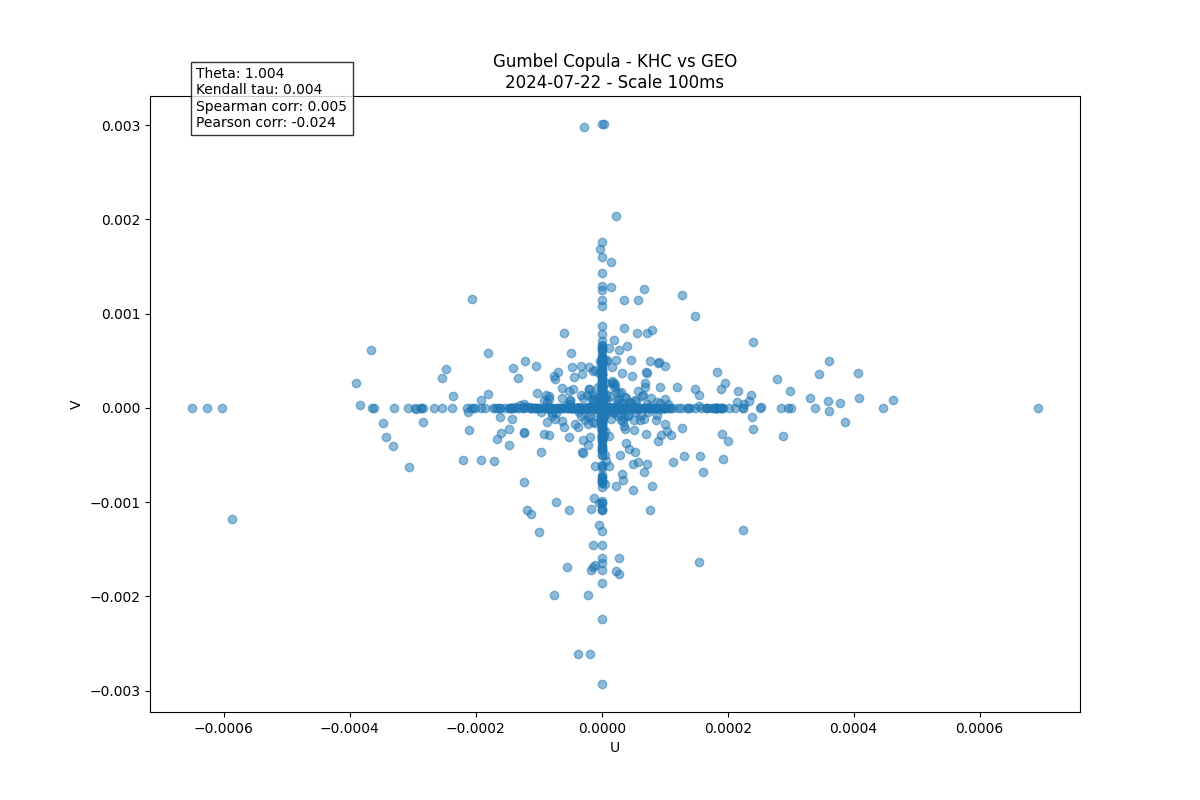 Gumbel Copula - KHC vs GEO
2024-07-22 - Scale 100ms
Theta: 1.004
Kendall tau: 0.004
Spearman corr: 0.005
Pearson corr: -0.024
0.003
0.002
0.001
0.000
−0.001
−0.002
−0.003
V
−0.0006 −0.0004 −0.0002 0.0000 0.0002 0.0004 0.0006
U